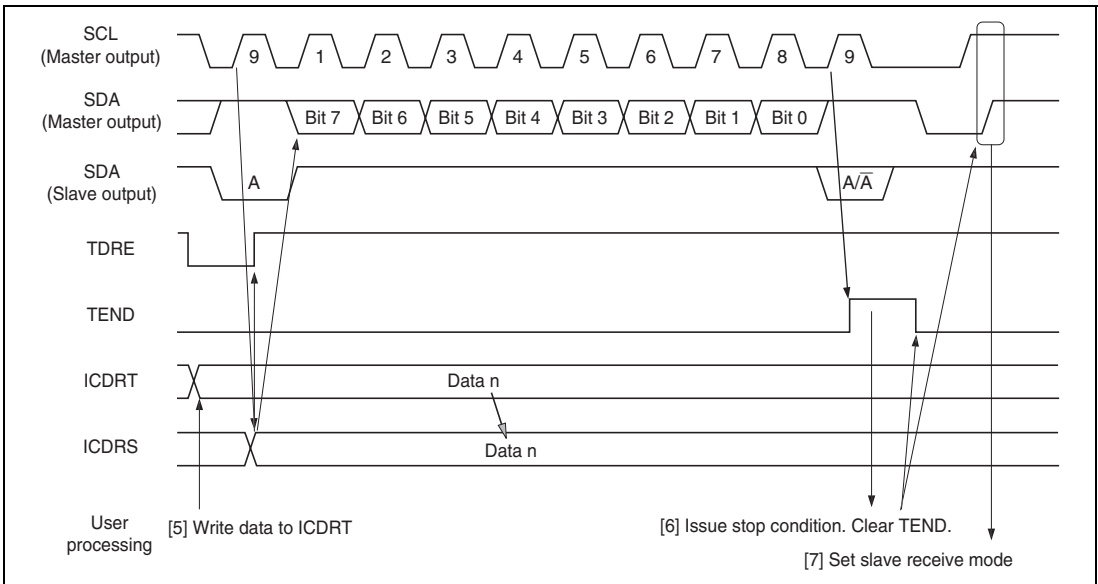 SCL
(Master output)
9 1 2 3 4 5 6 7 8 9
SDA
(Master output)
Bit 7 Bit 6 Bit 5 Bit 4 Bit 3 Bit 2 Bit 1 Bit 0
SDA
(Slave output)
A A/A̅
TDRE
TEND
ICDRT
Data n
ICDRS
Data n
User
processing
[5] Write data to ICDRT
[6] Issue stop condition. Clear TEND.
[7] Set slave receive mode